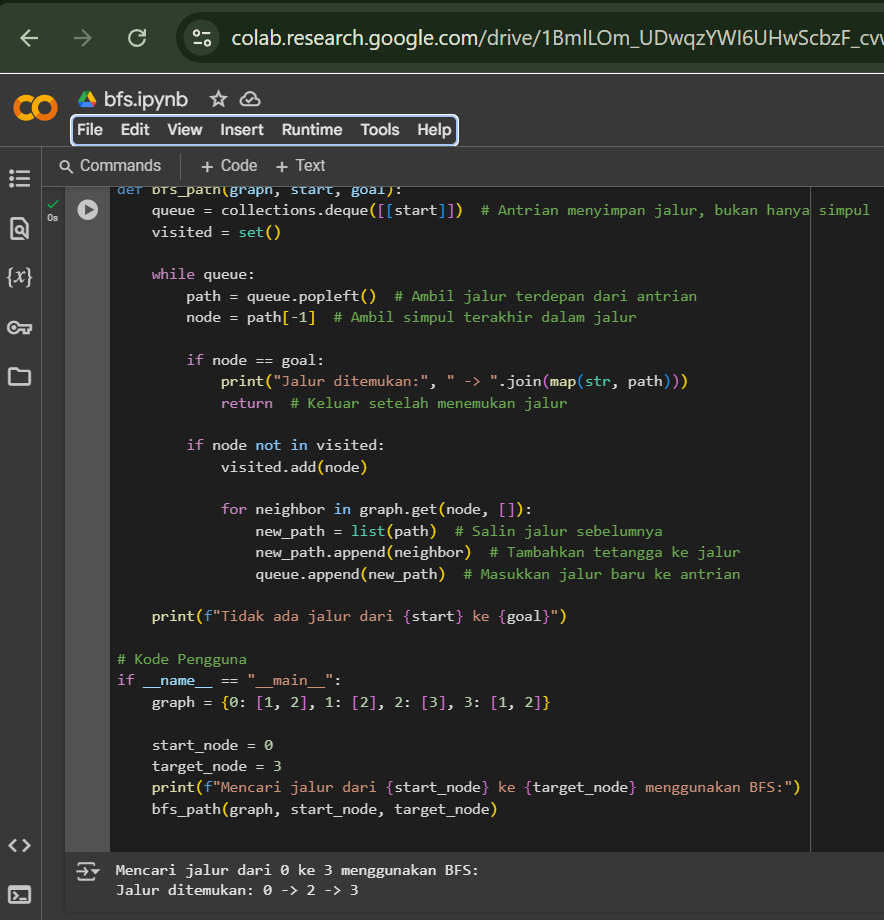 colab.research.google.com/drive/1BmlLOm_UDwqzYWI6UHwScbzF_cv
bfs.ipynb
File Edit View Insert Runtime Tools Help
Commands + Code + Text
def bfs_path(graph, start, goal):
0s
queue = collections.deque([[start]])  # Antrian menyimpan jalur, bukan hanya simpul
visited = set()
while queue:
path = queue.popleft()  # Ambil jalur terdepan dari antrian
node = path[-1]  # Ambil simpul terakhir dalam jalur
if node == goal:
print("Jalur ditemukan:", " -> ".join(map(str, path)))
return  # Keluar setelah menemukan jalur
if node not in visited:
visited.add(node)
for neighbor in graph.get(node, []):
new_path = list(path)  # Salin jalur sebelumnya
new_path.append(neighbor)  # Tambahkan tetangga ke jalur
queue.append(new_path)  # Masukkan jalur baru ke antrian
print(f"Tidak ada jalur dari {start} ke {goal}")
# Kode Pengguna
if __name__ == "__main__":
graph = {0: [1, 2], 1: [2], 2: [3], 3: [1, 2]}
start_node = 0
target_node = 3
print(f"Mencari jalur dari {start_node} ke {target_node} menggunakan BFS:")
bfs_path(graph, start_node, target_node)
Mencari jalur dari 0 ke 3 menggunakan BFS:
Jalur ditemukan: 0 -> 2 -> 3